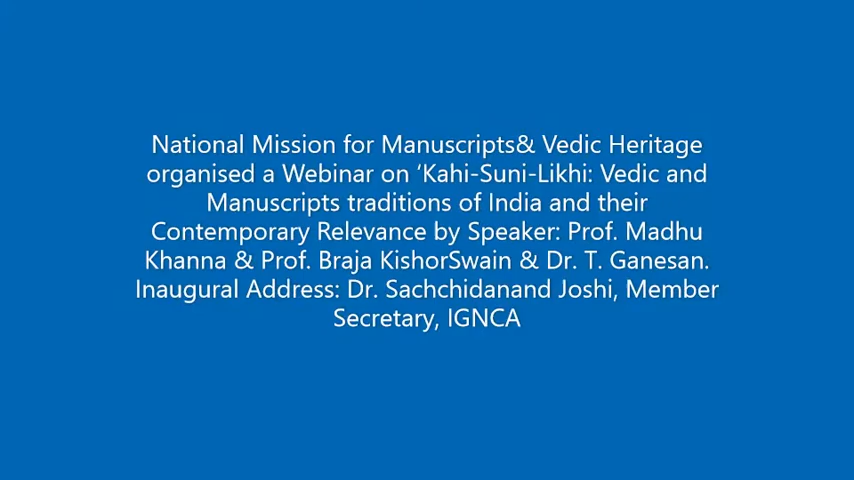 National Mission for Manuscripts& Vedic Heritage
organised a Webinar on ‘Kahi-Suni-Likhi: Vedic and
Manuscripts traditions of India and their
Contemporary Relevance by Speaker: Prof. Madhu
Khanna & Prof. Braja KishorSwain & Dr. T. Ganesan.
Inaugural Address: Dr. Sachchidanand Joshi, Member
Secretary, IGNCA